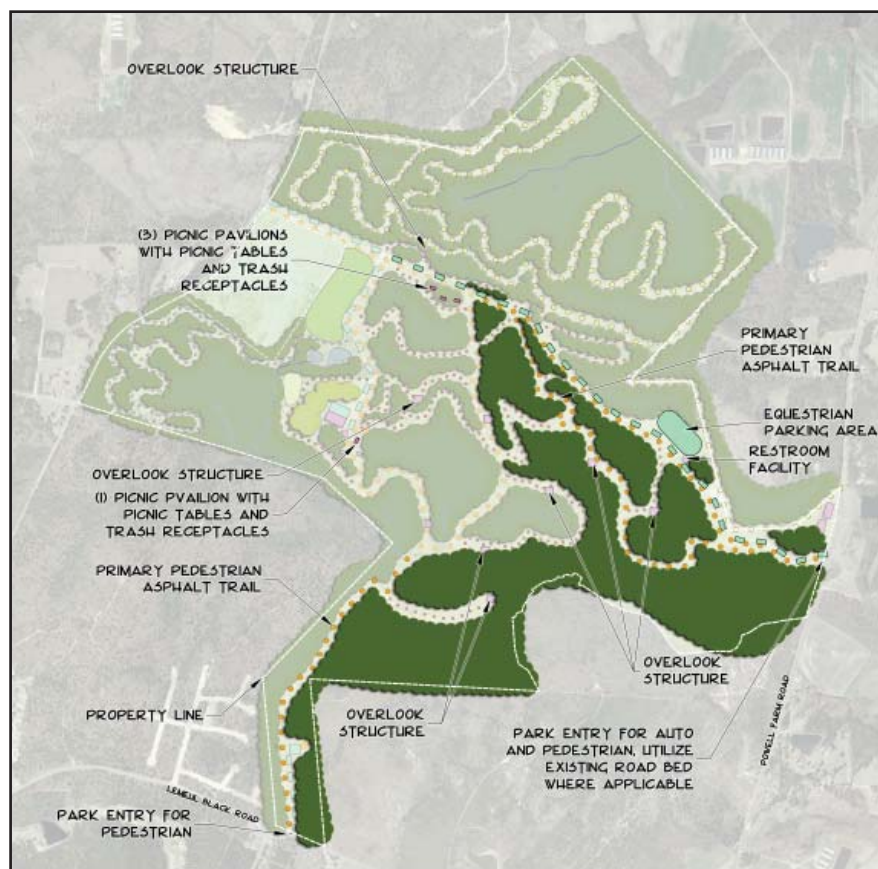 OVERLOOK STRUCTURE
(3) PICNIC PAVILIONS
WITH PICNIC TABLES
AND TRASH
RECEPTACLES
PRIMARY
PEDESTRIAN
ASPHALT TRAIL
EQUESTRIAN
PARKING AREA
RESTROOM
FACILITY
OVERLOOK
STRUCTURE
(1) PICNIC PVAILION WITH
PICNIC TABLES AND
TRASH RECEPTACLES
PRIMARY PEDESTRIAN
ASPHALT TRAIL
OVERLOOK
STRUCTURE
PROPERTY LINE
OVERLOOK
STRUCTURE
PARK ENTRY FOR AUTO
AND PEDESTRIAN, UTILIZE
EXISTING ROAD BED
WHERE APPLICABLE
POWELL FARM ROAD
LEMEUL BLACK ROAD
PARK ENTRY FOR
PEDESTRIAN